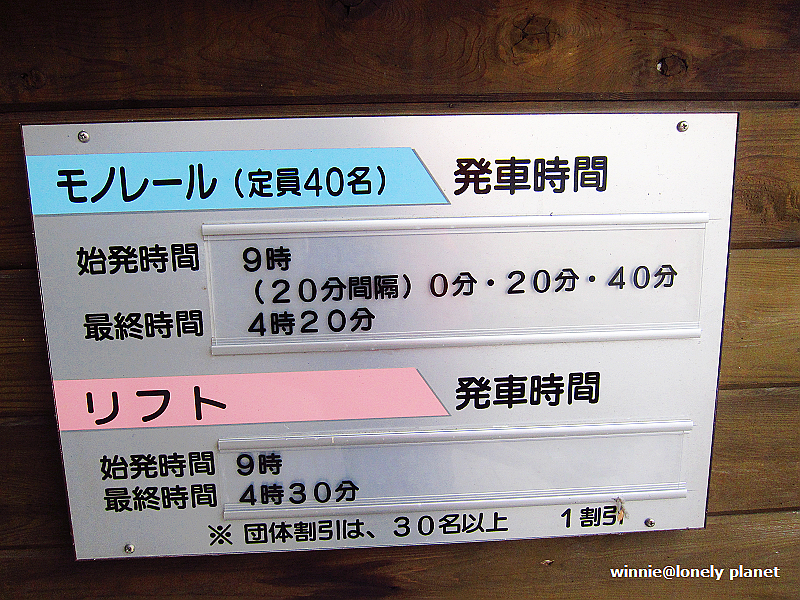 モノレール（定員40名） 発車時間
始発時間 9時
（２０分間隔）０分・２０分・４０分
最終時間 4時２０分
リフト 発車時間
始発時間 9時
最終時間 4時３０分
※ 団体割引は、３０名以上 １割引
winnie@lonely planet